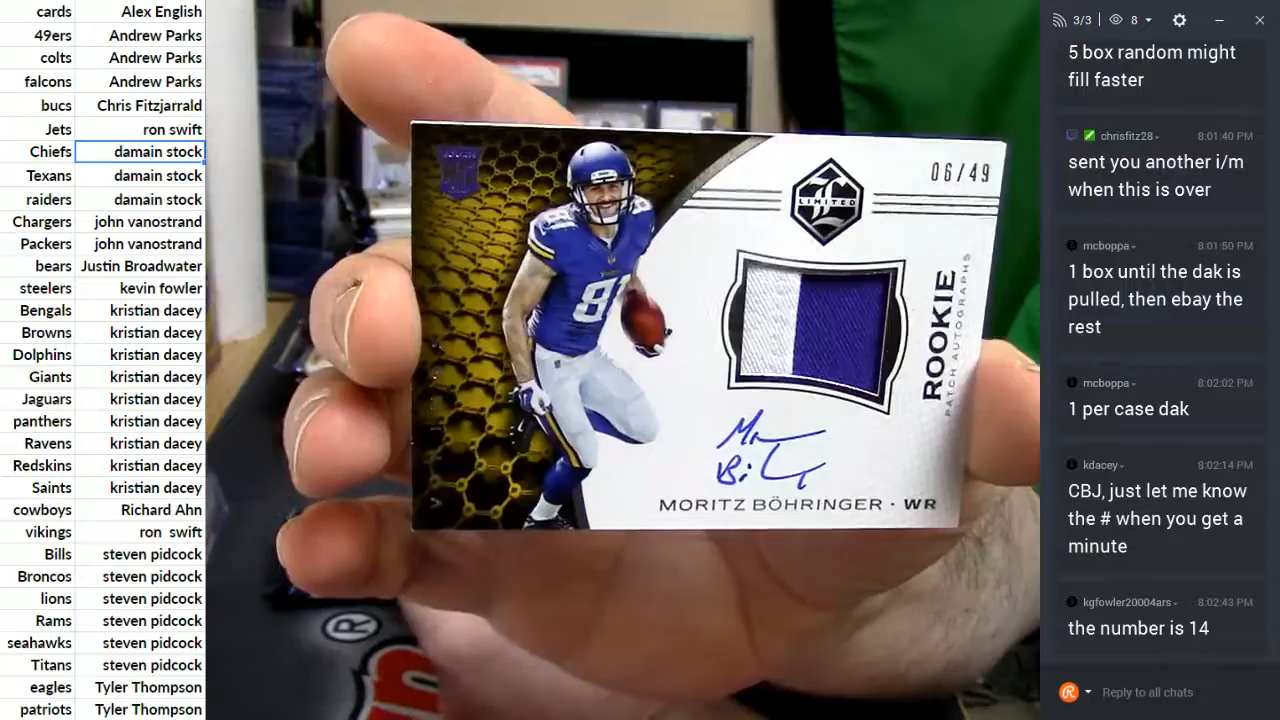 cards Alex English
49ers Andrew Parks
colts Andrew Parks
falcons Andrew Parks
bucs Chris Fitzjarrald
Jets ron swift
Chiefs damain stock
Texans damain stock
raiders damain stock
Chargers john vanostrand
Packers john vanostrand
bears Justin Broadwater
steelers kevin fowler
Bengals kristian dacey
Browns kristian dacey
Dolphins kristian dacey
Giants kristian dacey
Jaguars kristian dacey
panthers kristian dacey
Ravens kristian dacey
Redskins kristian dacey
Saints kristian dacey
cowboys Richard Ahn
vikings ron swift
Bills steven pidcock
Broncos steven pidcock
lions steven pidcock
Rams steven pidcock
seahawks steven pidcock
Titans steven pidcock
eagles Tyler Thompson
patriots Tyler Thompson
06/49
LIMITED
81
ROOKIE
PATCH AUTOGRAPHS
MORITZ BÖHRINGER · WR
®
3/3 8
5 box random might
fill faster
chrisfitz28 8:01:40 PM
sent you another i/m
when this is over
mcboppa 8:01:50 PM
1 box until the dak is
pulled, then ebay the
rest
mcboppa 8:02:02 PM
1 per case dak
kdacey 8:02:14 PM
CBJ, just let me know
the # when you get a
minute
kgfowler20004ars 8:02:43 PM
the number is 14
Reply to all chats